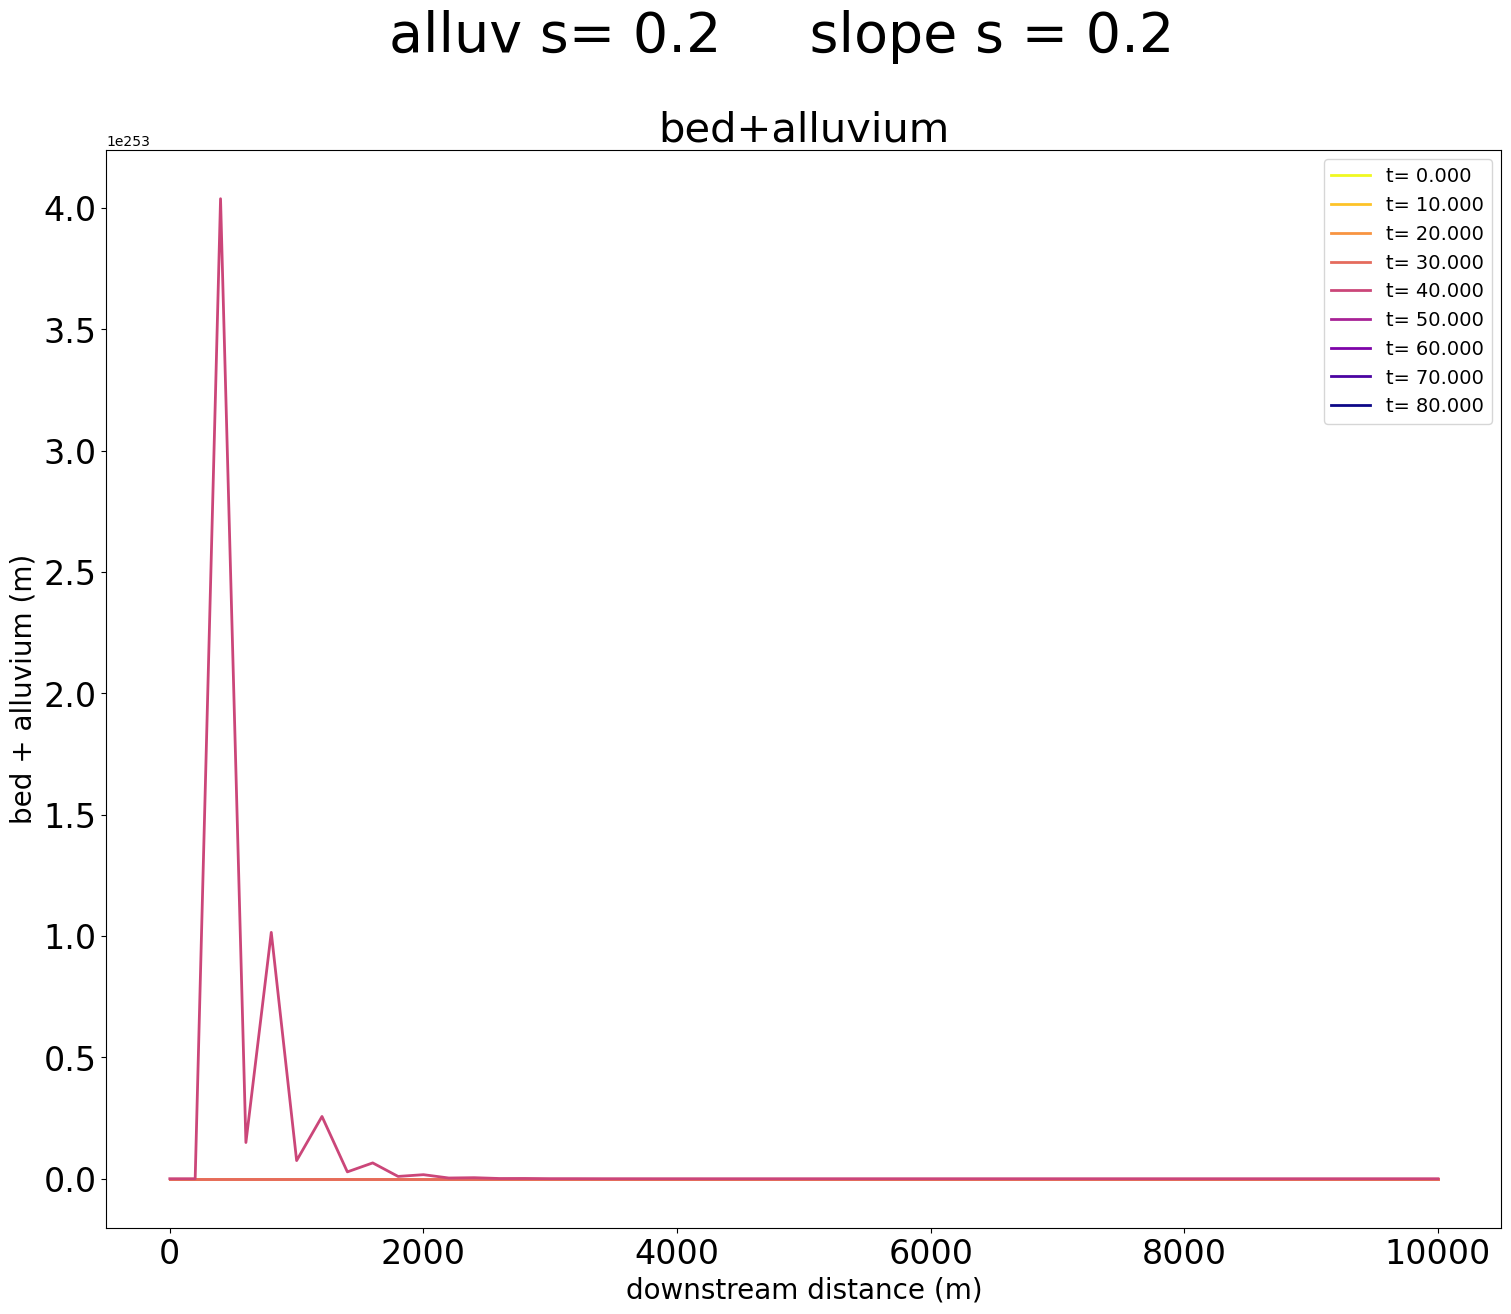 alluv s= 0.2 slope s = 0.2
bed+alluvium
1e253
4.0
3.5
3.0
2.5
2.0
1.5
1.0
0.5
0.0
bed + alluvium (m)
t= 0.000
t= 10.000
t= 20.000
t= 30.000
t= 40.000
t= 50.000
t= 60.000
t= 70.000
t= 80.000
0 2000 4000 6000 8000 10000
downstream distance (m)